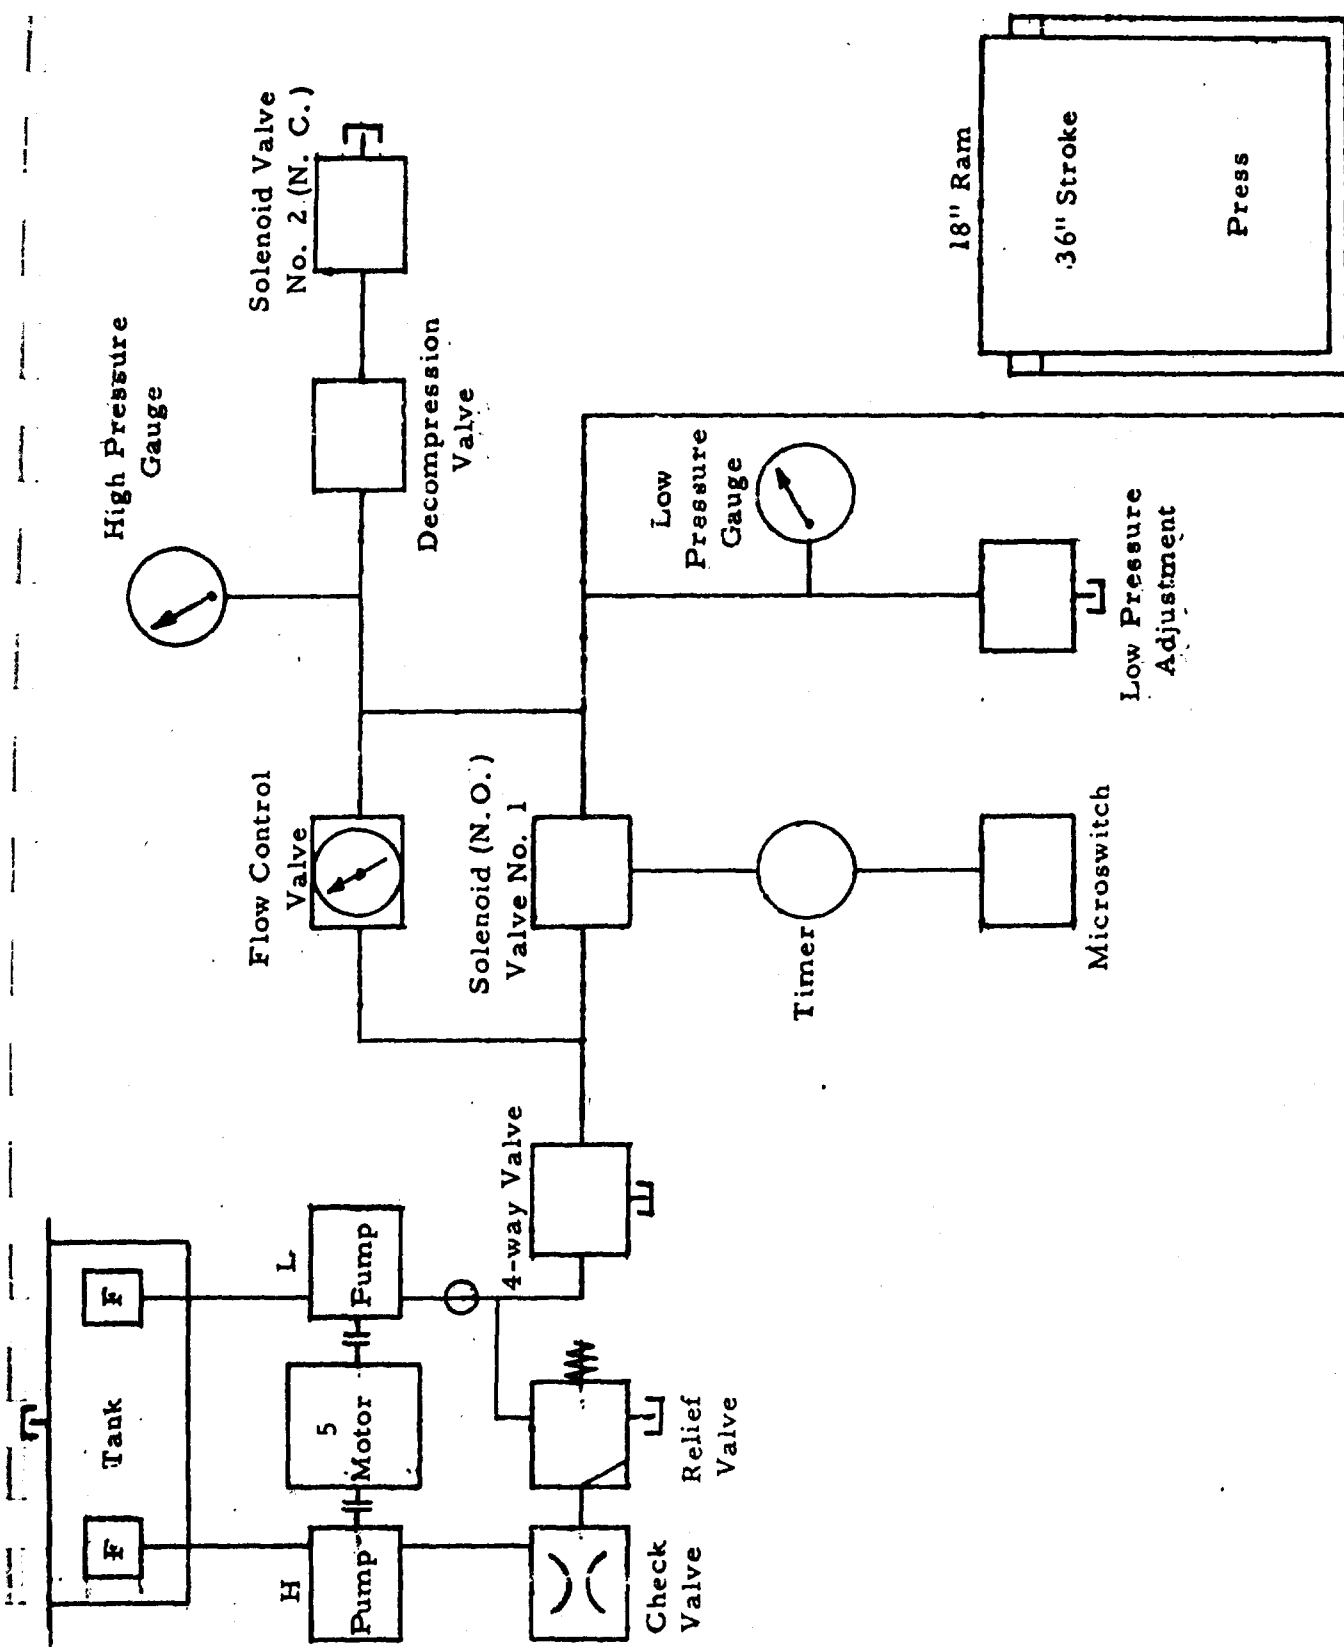 F
Tank
F
H
Pump
5
Motor
L
Pump
Check
Valve
Relief
Valve
4-way Valve
Flow Control
Valve
Solenoid (N. O.)
Valve No. 1
Timer
Microswitch
High Pressure
Gauge
Decompression
Valve
Solenoid Valve
No. 2 (N. C.)
Low
Pressure
Gauge
Low Pressure
Adjustment
18" Ram
36" Stroke
Press